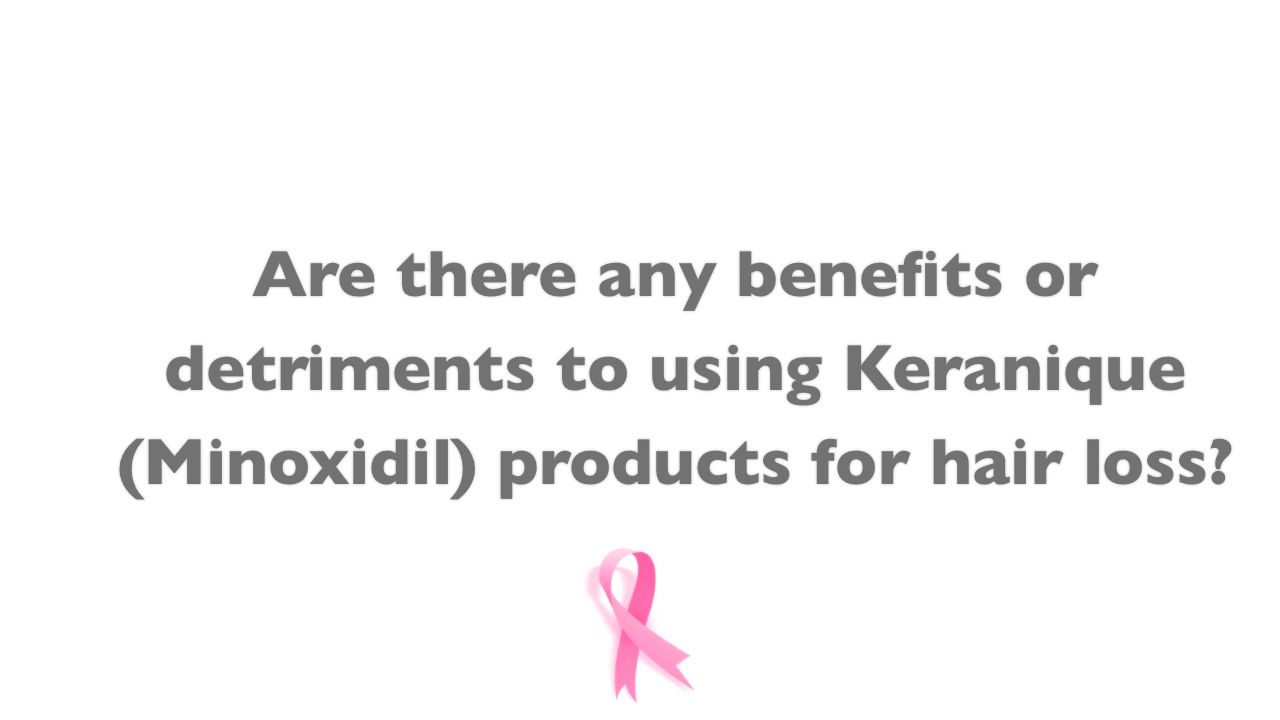 Are there any benefits or
detriments to using Keranique
(Minoxidil) products for hair loss?